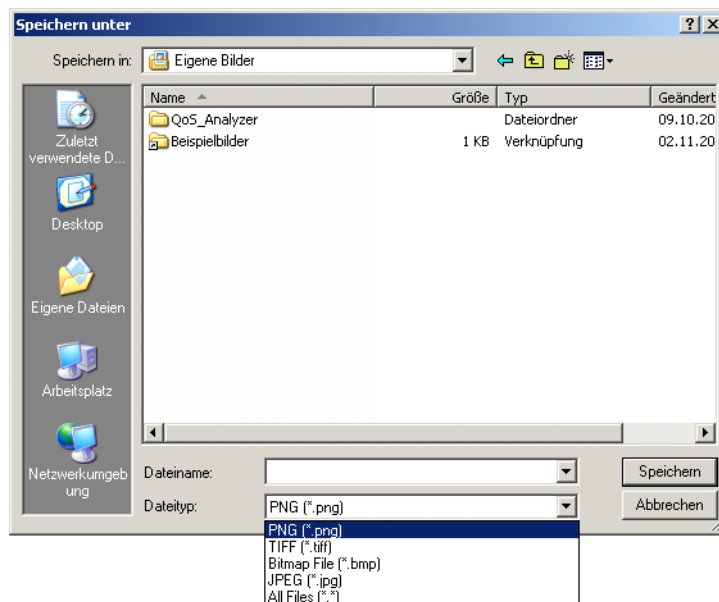 Speichern unter
Speichern in: Eigene Bilder
Name Größe Typ Geändert
QoS_Analyzer Dateiordner 09.10.20
Beispielbilder 1 KB Verknüpfung 02.11.20
Zuletzt
verwendete D...
Desktop
Eigene Dateien
Arbeitsplatz
Netzwerkumgeb
ung
Dateiname: Speichern
Dateityp: PNG (*.png) Abbrechen
PNG (*.png)
TIFF (*.tiff)
Bitmap File (*.bmp)
JPEG (*.jpg)
All Files (*.*)